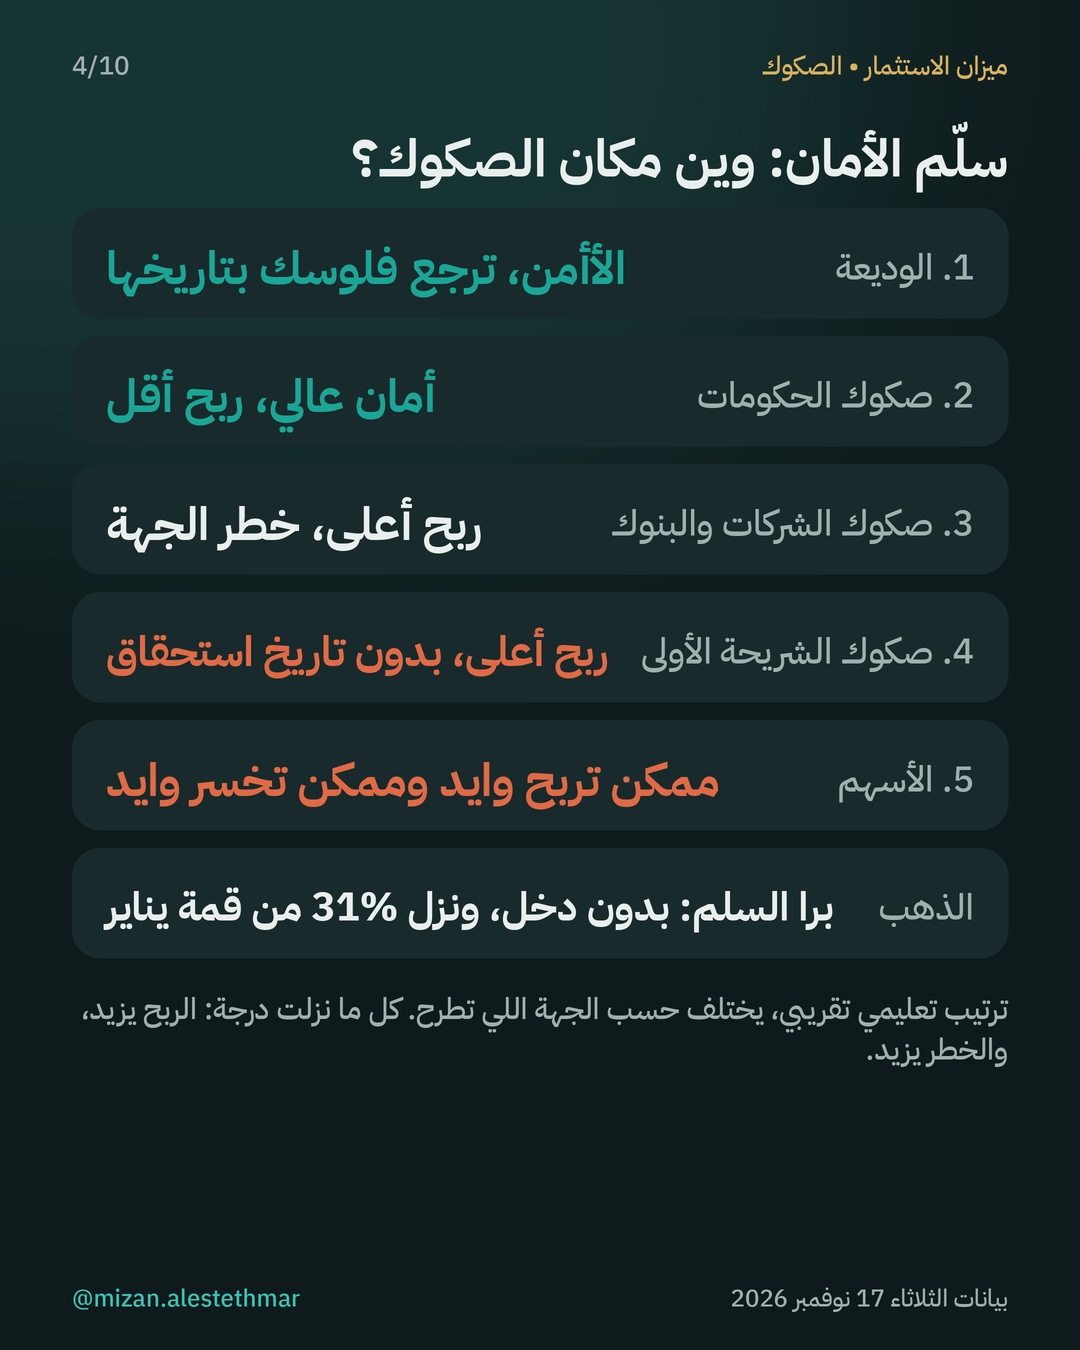 ميزان الاستثمار • الصكوك
4/10
سلّم الأمان: وين مكان الصكوك؟
1. الوديعة
الأأمن، ترجع فلوسك بتاريخها
2. صكوك الحكومات
أمان عالي، ربح أقل
3. صكوك الشركات والبنوك
ربح أعلى، خطر الجهة
4. صكوك الشريحة الأولى
ربح أعلى، بدون تاريخ استحقاق
5. الأسهم
ممكن تربح وايد وممكن تخسر وايد
الذهب
برا السلم: بدون دخل، ونزل 31% من قمة يناير
ترتيب تعليمي تقريبي، يختلف حسب الجهة اللي تطرح. كل ما نزلت درجة: الربح يزيد،
والخطر يزيد.
بيانات الثلاثاء 17 نوفمبر 2026
@mizan.alestethmar